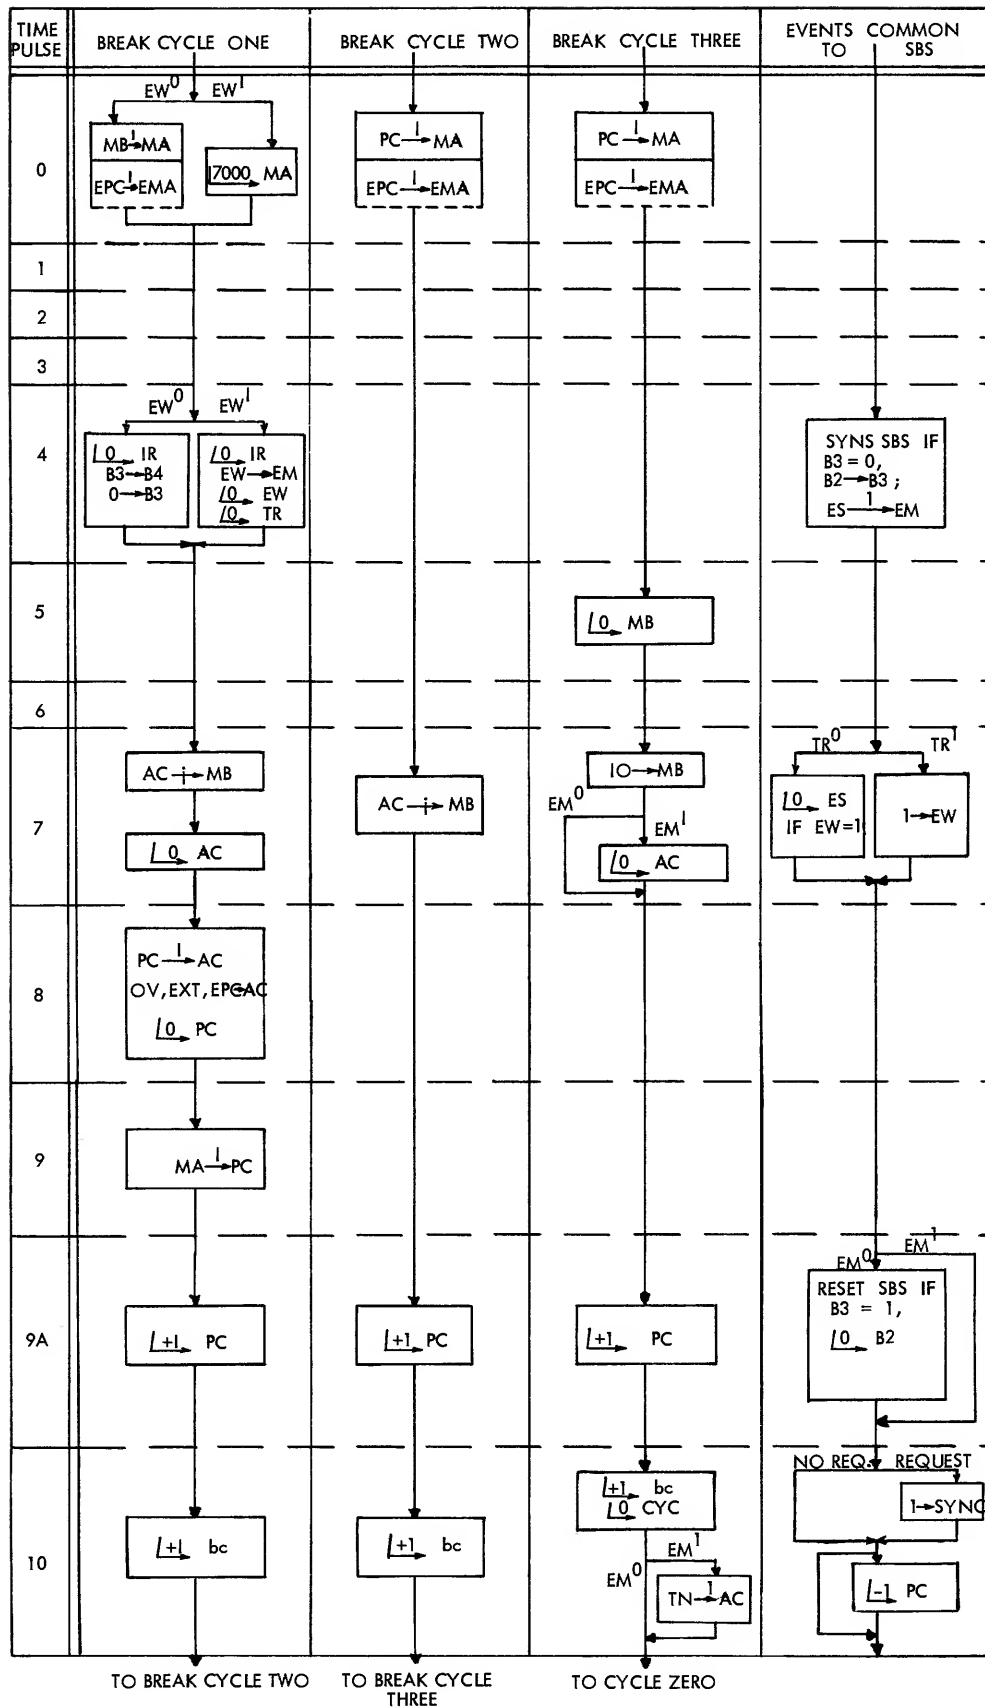 TIME PULSE
BREAK CYCLE ONE
BREAK CYCLE TWO
BREAK CYCLE THREE
EVENTS COMMON TO SBS
0
EW⁰ EW¹
MB 1→ MA
EPC 1→ EMA
|7000→ MA
PC 1→ MA
EPC 1→ EMA
PC 1→ MA
EPC 1→ EMA
1
2
3
4
EW⁰ EW¹
|0→ IR
B3→B4
0→B3
|0→ IR
EW→EM
|0→ EW
|0→ TR
SYNS SBS IF
B3 = 0,
B2→B3 ;
ES 1→ EM
5
|0→ MB
6
7
AC j→ MB
|0→ AC
AC j→ MB
IO→MB
EM⁰
EM¹
|0→ AC
TR⁰ TR¹
|0→ ES
IF EW=1
1→EW
8
PC 1→ AC
OV, EXT, EPC→AC
|0→ PC
9
MA 1→ PC
9A
|+1→ PC
|+1→ PC
|+1→ PC
EM⁰ EM¹
RESET SBS IF
B3 = 1,
|0→ B2
10
|+1→ bc
|+1→ bc
|+1→ bc
|0→ CYC
EM⁰ EM¹
TN 1→ AC
NO REQ. REQUEST
1→SYNC
|-1→ PC
TO BREAK CYCLE TWO
TO BREAK CYCLE THREE
TO CYCLE ZERO